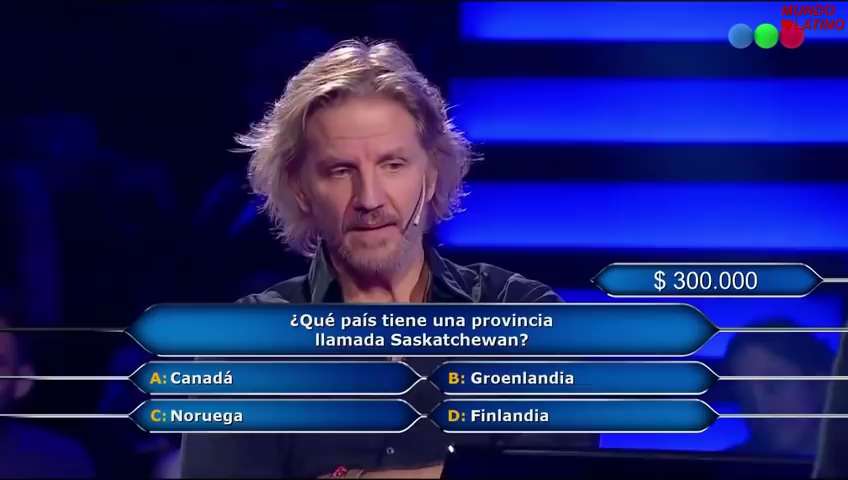 MUNDO
LATINO
$ 300.000
¿Qué país tiene una provincia
llamada Saskatchewan?
A: Canadá
B: Groenlandia
C: Noruega
D: Finlandia